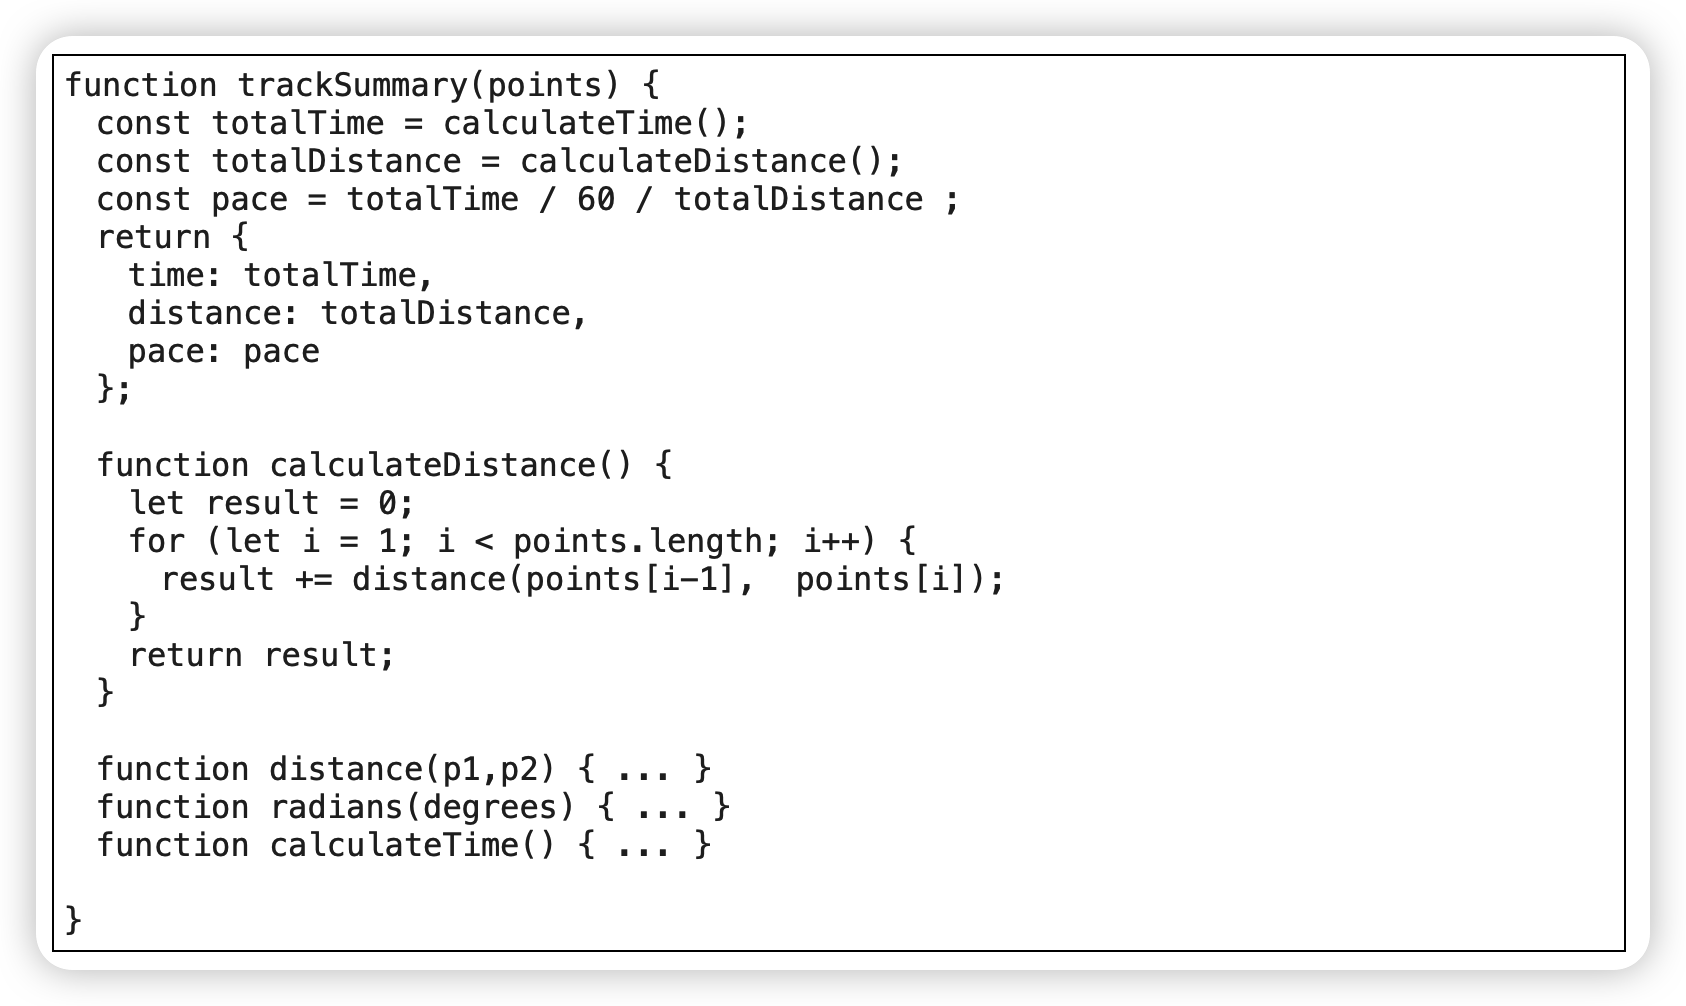 function trackSummary(points) {
  const totalTime = calculateTime();
  const totalDistance = calculateDistance();
  const pace = totalTime / 60 / totalDistance ;
  return {
    time: totalTime,
    distance: totalDistance,
    pace: pace
  };

  function calculateDistance() {
    let result = 0;
    for (let i = 1; i < points.length; i++) {
      result += distance(points[i-1],  points[i]);
    }
    return result;
  }

  function distance(p1,p2) { ... }
  function radians(degrees) { ... }
  function calculateTime() { ... }

}